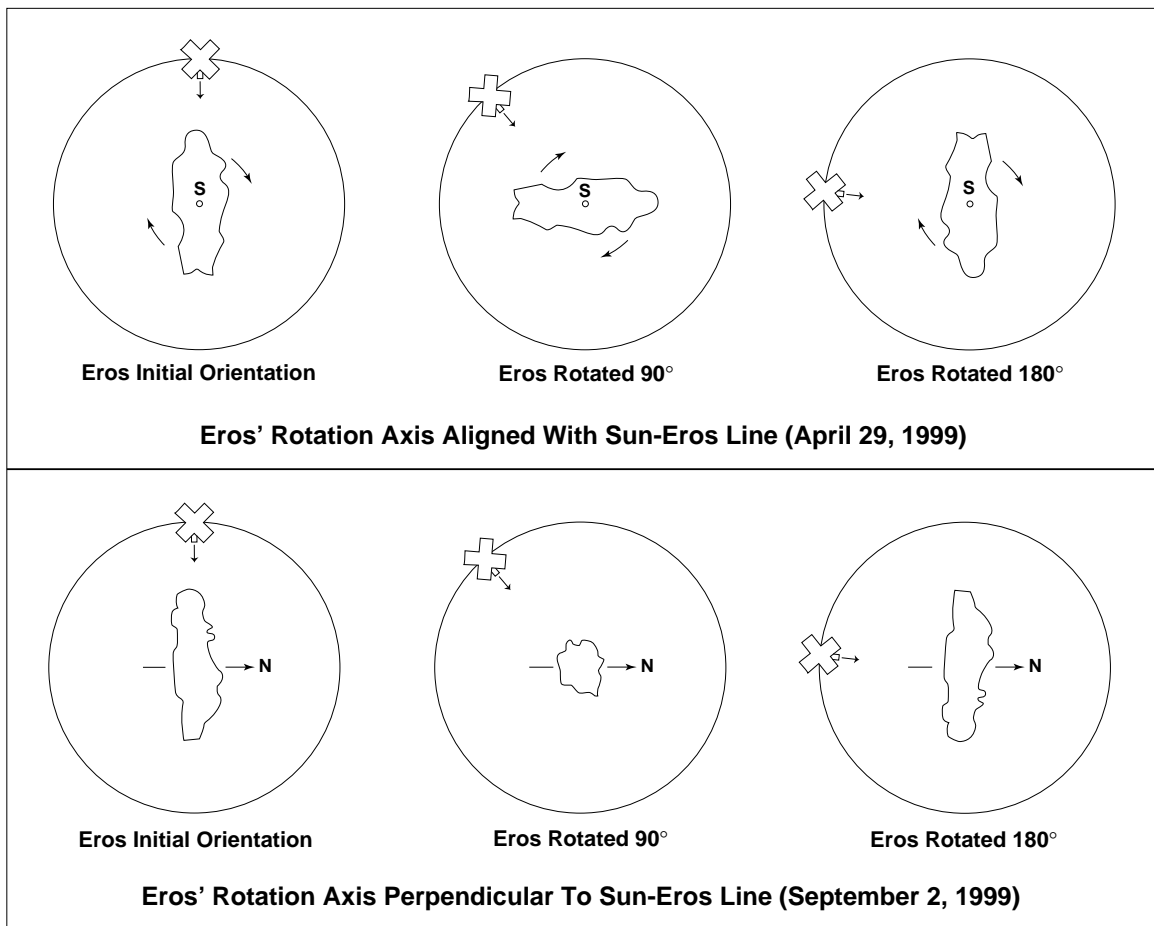 S
S
S
Eros Initial Orientation
Eros Rotated 90°
Eros Rotated 180°
Eros' Rotation Axis Aligned With Sun-Eros Line (April 29, 1999)
N
N
N
Eros Initial Orientation
Eros Rotated 90°
Eros Rotated 180°
Eros' Rotation Axis Perpendicular To Sun-Eros Line (September 2, 1999)